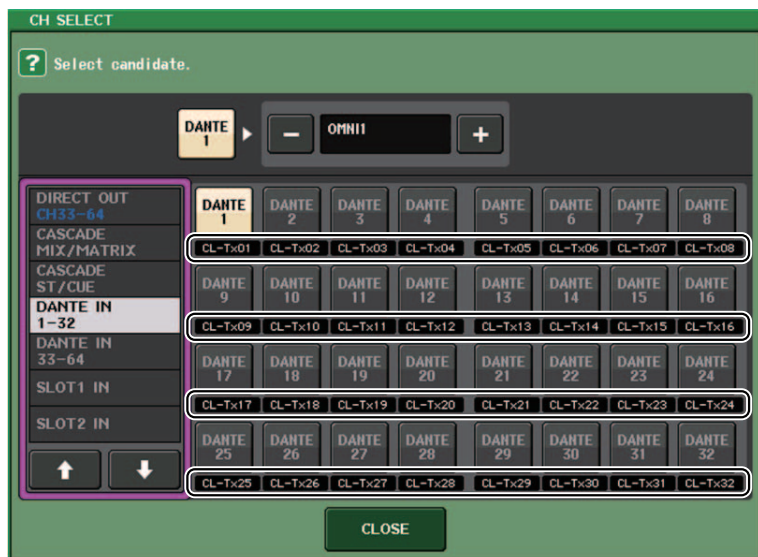 CH SELECT
? Select candidate.
DANTE 1 − OMNI1 +
DIRECT OUT
CH33-64
CASCADE
MIX/MATRIX
CASCADE
ST/CUE
DANTE IN
1-32
DANTE IN
33-64
SLOT1 IN
SLOT2 IN
DANTE 1 DANTE 2 DANTE 3 DANTE 4 DANTE 5 DANTE 6 DANTE 7 DANTE 8
CL-Tx01 CL-Tx02 CL-Tx03 CL-Tx04 CL-Tx05 CL-Tx06 CL-Tx07 CL-Tx08
DANTE 9 DANTE 10 DANTE 11 DANTE 12 DANTE 13 DANTE 14 DANTE 15 DANTE 16
CL-Tx09 CL-Tx10 CL-Tx11 CL-Tx12 CL-Tx13 CL-Tx14 CL-Tx15 CL-Tx16
DANTE 17 DANTE 18 DANTE 19 DANTE 20 DANTE 21 DANTE 22 DANTE 23 DANTE 24
CL-Tx17 CL-Tx18 CL-Tx19 CL-Tx20 CL-Tx21 CL-Tx22 CL-Tx23 CL-Tx24
DANTE 25 DANTE 26 DANTE 27 DANTE 28 DANTE 29 DANTE 30 DANTE 31 DANTE 32
CL-Tx25 CL-Tx26 CL-Tx27 CL-Tx28 CL-Tx29 CL-Tx30 CL-Tx31 CL-Tx32
CLOSE